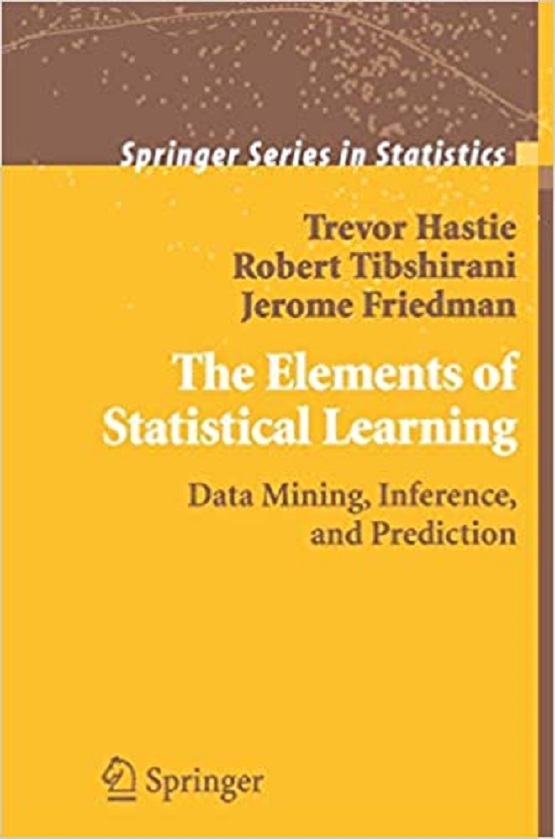 Springer Series in Statistics
Trevor Hastie
Robert Tibshirani
Jerome Friedman
The Elements of
Statistical Learning
Data Mining, Inference,
and Prediction
Springer